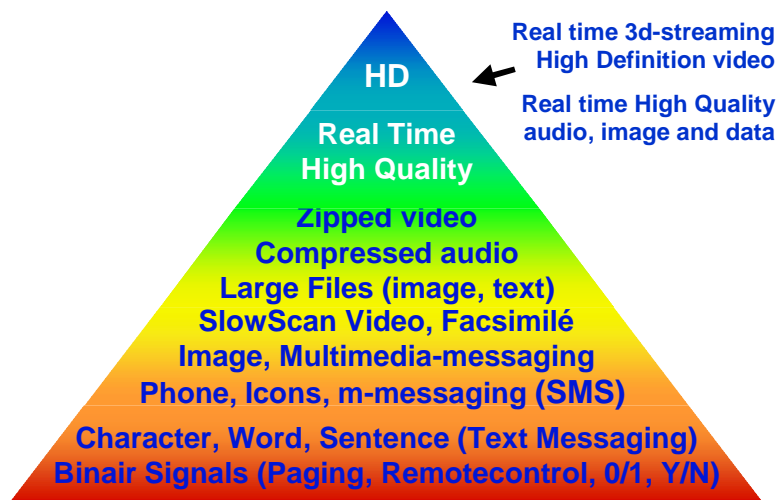 HD
Real time 3d-streaming
High Definition video
Real time High Quality
audio, image and data
Real Time
High Quality
Zipped video
Compressed audio
Large Files (image, text)
SlowScan Video, Facsimilé
Image, Multimedia-messaging
Phone, Icons, m-messaging (SMS)
Character, Word, Sentence (Text Messaging)
Binair Signals (Paging, Remotecontrol, 0/1, Y/N)